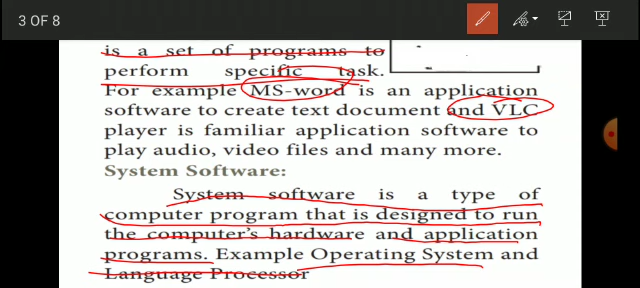 3 OF 8
is a set of programs to
perform specific task.
For example MS-word is an application
software to create text document and VLC
player is familiar application software to
play audio, video files and many more.
System Software:
System software is a type of
computer program that is designed to run
the computer's hardware and application
programs. Example Operating System and
Language Processor